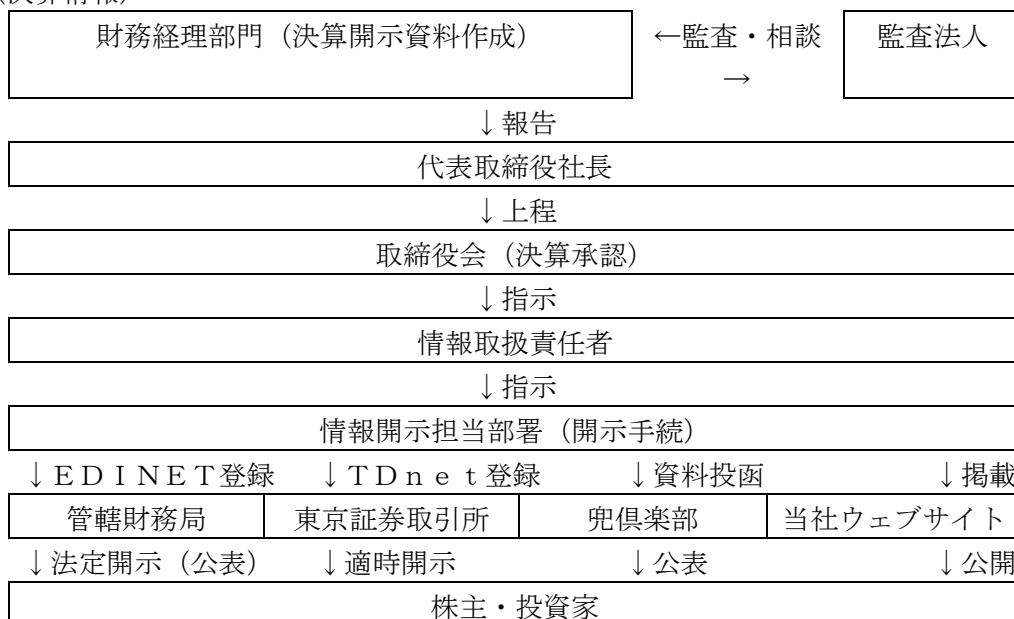 (決算情報)
財務経理部門（決算開示資料作成） ←監査・相談 監査法人
→
↓報告
代表取締役社長
↓上程
取締役会（決算承認）
↓指示
情報取扱責任者
↓指示
情報開示担当部署（開示手続）
↓ＥＤＩＮＥＴ登録 ↓ＴＤｎｅｔ登録 ↓資料投函 ↓掲載
管轄財務局 東京証券取引所 兜倶楽部 当社ウェブサイト
↓法定開示（公表） ↓適時開示 ↓公表 ↓公開
株主・投資家